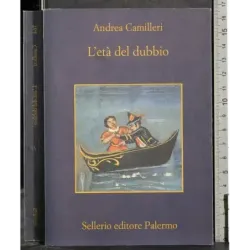 Andrea Camilleri
L'età del dubbio
Sellerio editore Palermo